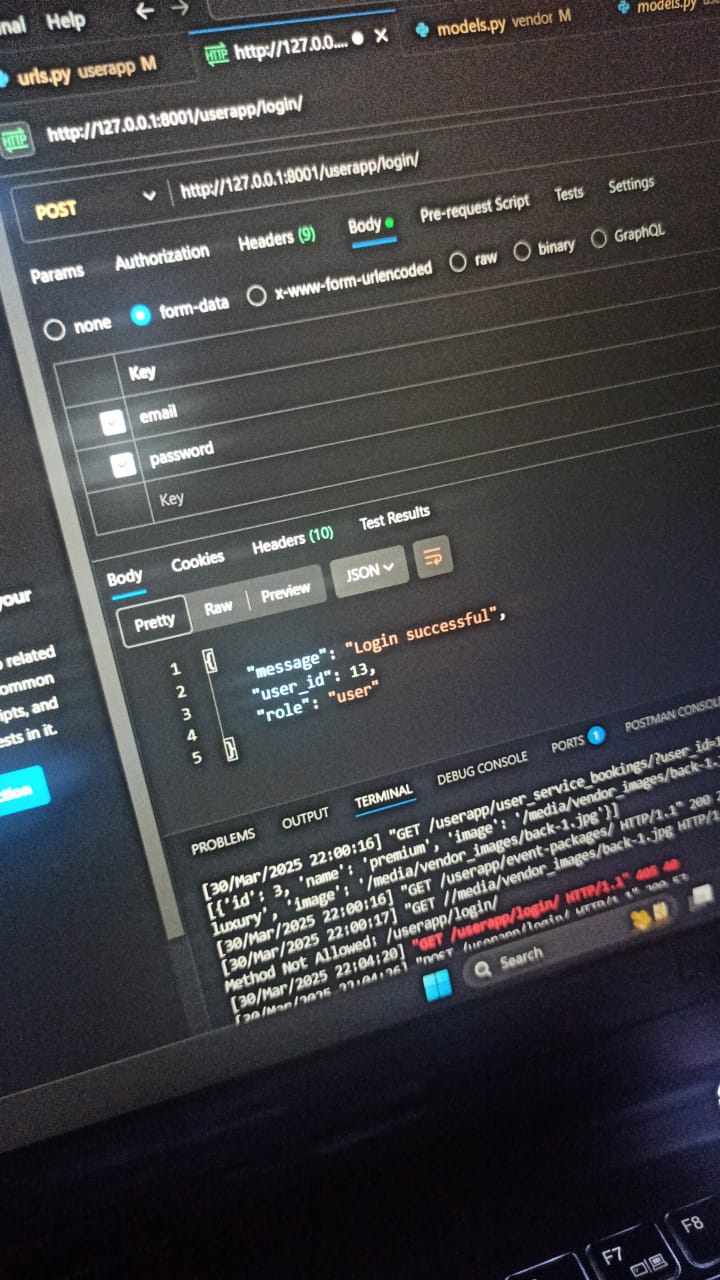 nal Help
urls.py userapp M
http://127.0.0.... ● ✕
models.py vendor M
models.py
HTTP http://127.0.0.1:8001/userapp/login/
POST http://127.0.0.1:8001/userapp/login/
Params Authorization Headers (9) Body Pre-request Script Tests Settings
none form-data x-www-form-urlencoded raw binary GraphQL
Key
email
password
Key
Body Cookies Headers (10) Test Results
Pretty Raw Preview JSON
1 {
2 "message": "Login successful",
3 "user_id": 13,
4 "role": "user"
5 }
your
related
ommon
ipts, and
ests in it.
ction
PROBLEMS OUTPUT TERMINAL DEBUG CONSOLE PORTS 1 POSTMAN CONSOL
[30/Mar/2025 22:00:16] "GET /userapp/user_service_bookings/?user_id=1
[{'id': 3, 'name': 'premium', 'image': '/media/vendor_images/back-1.j
luxury', 'image': '/media/vendor_images/back-1.jpg'}]
[30/Mar/2025 22:00:16] "GET /userapp/event-packages/ HTTP/1.1" 200
[30/Mar/2025 22:00:17] "GET //media/vendor_images/back-1.jpg HTTP/1
Method Not Allowed: /userapp/login/
[30/Mar/2025 22:04:20] "GET /userapp/login/ HTTP/1.1" 405 40
[30/Mar/2025 22:04:26] "POST /userapp/login/ HTTP/1.1" 200
Search
F7
F8